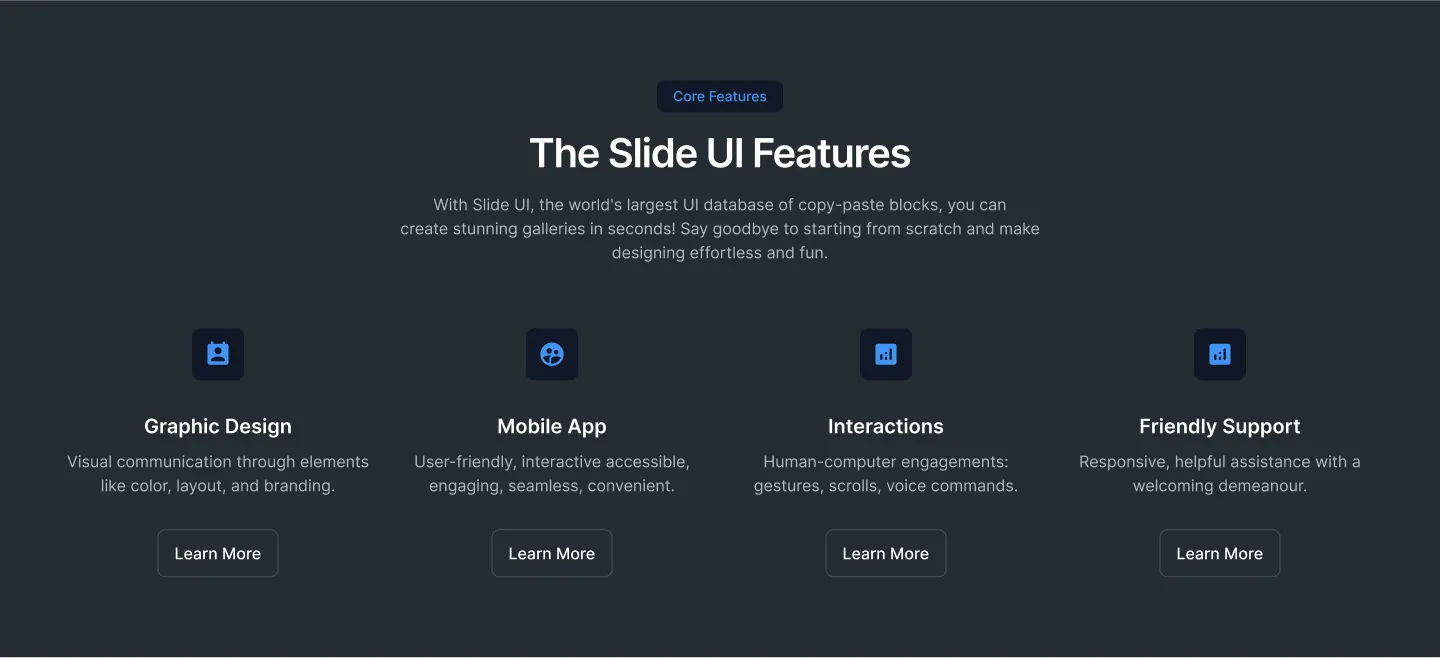 Core Features
The Slide UI Features
With Slide UI, the world's largest UI database of copy-paste blocks, you can
create stunning galleries in seconds! Say goodbye to starting from scratch and make
designing effortless and fun.
Graphic Design
Visual communication through elements
like color, layout, and branding.
Learn More
Mobile App
User-friendly, interactive accessible,
engaging, seamless, convenient.
Learn More
Interactions
Human-computer engagements:
gestures, scrolls, voice commands.
Learn More
Friendly Support
Responsive, helpful assistance with a
welcoming demeanour.
Learn More